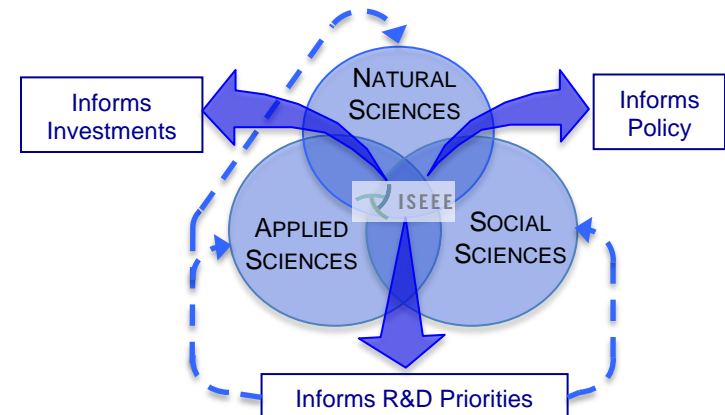 NATURAL
SCIENCES
Informs
Investments
Informs
Policy
ISEEE
APPLIED
SCIENCES
SOCIAL
SCIENCES
Informs R&D Priorities